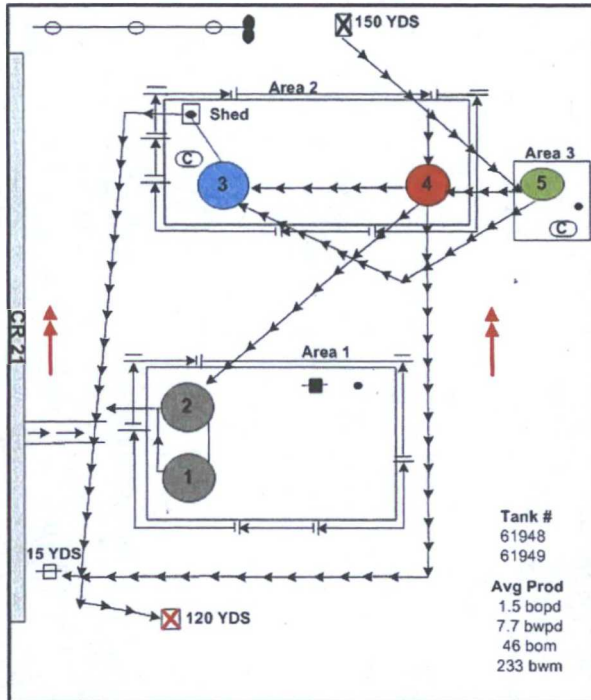 150 YDS
Area 2
Shed
C
3
4
Area 3
5
C
CR 21
Area 1
2
1
15 YDS
120 YDS
Tank #
61948
61949
Avg Prod
1.5 bopd
7.7 bwpd
46 bom
233 bwm